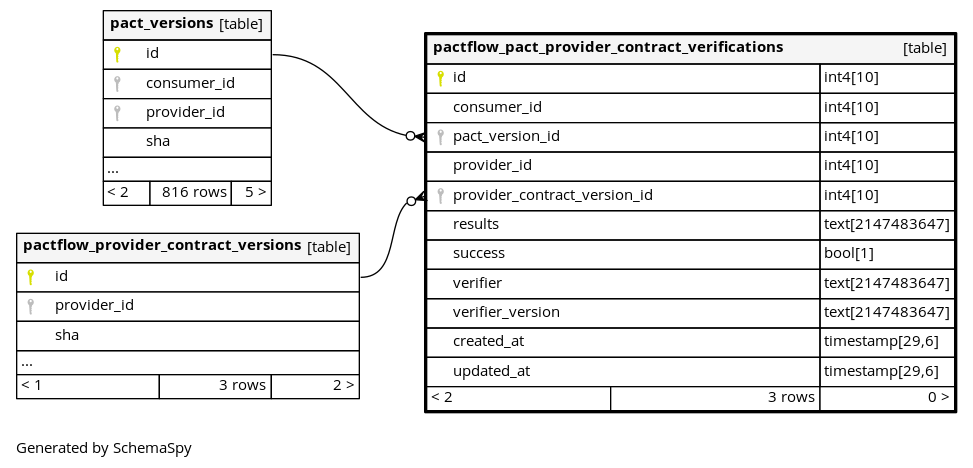 pact_versions [table]
id
consumer_id
provider_id
sha
...
< 2 816 rows 5 >
pactflow_provider_contract_versions [table]
id
provider_id
sha
...
< 1 3 rows 2 >
pactflow_pact_provider_contract_verifications [table]
id int4[10]
consumer_id int4[10]
pact_version_id int4[10]
provider_id int4[10]
provider_contract_version_id int4[10]
results text[2147483647]
success bool[1]
verifier text[2147483647]
verifier_version text[2147483647]
created_at timestamp[29,6]
updated_at timestamp[29,6]
< 2 3 rows 0 >
Generated by SchemaSpy